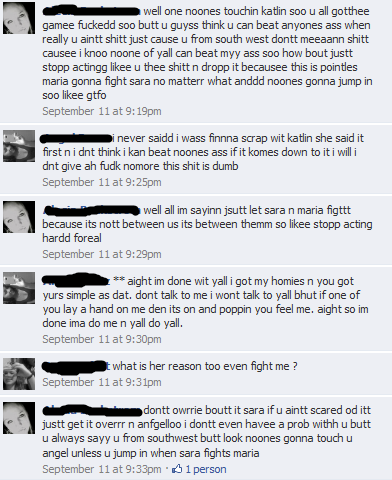 well one noones touchin katlin soo u all gotthee
gamee fuckedd soo butt u guyss think u can beat anyones ass when
really u aintt shitt just cause u from south west dontt meeaann shitt
causee i knoo noone of yall can beat myy ass soo how bout justt
stopp actingg likee u thee shitt n dropp it becausee this is pointles
maria gonna fight sara no matterr what anddd noones gonna jump in
soo likee gtfo
September 11 at 9:19pm
i never saidd i wass finnna scrap wit katlin she said it
first n i dnt think i kan beat noones ass if it komes down to it i will i
dnt give ah fudk nomore this shit is dumb
September 11 at 9:25pm
well all im sayinn jsutt let sara n maria figttt
because its nott between us its between themm so likee stopp acting
hardd foreal
September 11 at 9:29pm
** aight im done wit yall i got my homies n you got
yurs simple as dat. dont talk to me i wont talk to yall bhut if one of
you lay a hand on me den its on and poppin you feel me. aight so im
done ima do me n yall do yall.
September 11 at 9:30pm
t what is her reason too even fight me ?
September 11 at 9:31pm
dontt owrrie boutt it sara if u aintt scared od itt
justt get it overrr n anfgelloo i dontt even havee a prob withh u butt
u always sayy u from southwest butt look noones gonna touch u
angel unless u jump in when sara fights maria
September 11 at 9:33pm · 1 person